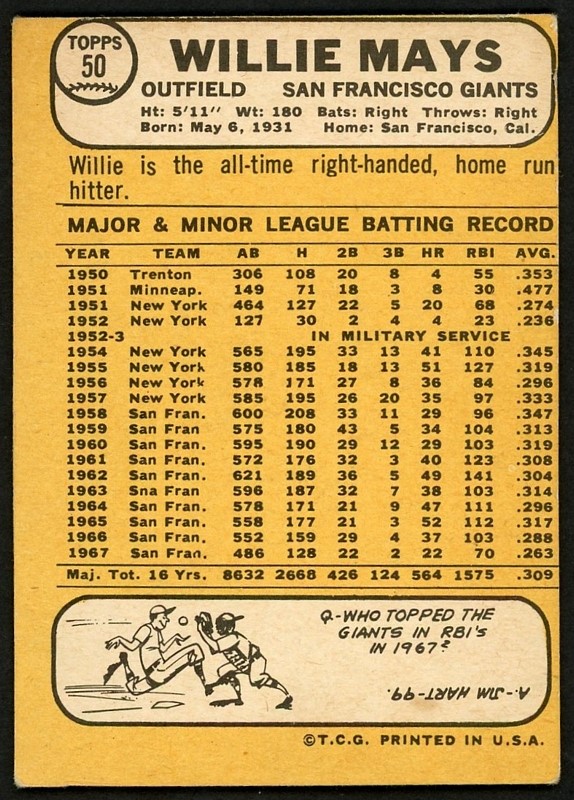 TOPPS
50
WILLIE MAYS
OUTFIELD SAN FRANCISCO GIANTS
Ht: 5'11" Wt: 180 Bats: Right Throws: Right
Born: May 6, 1931 Home: San Francisco, Cal.
Willie is the all-time right-handed, home run
hitter.
MAJOR & MINOR LEAGUE BATTING RECORD
YEAR TEAM AB H 2B 3B HR RBI AVG.
1950 Trenton 306 108 20 8 4 55 .353
1951 Minneap. 149 71 18 3 8 30 .477
1951 New York 464 127 22 5 20 68 .274
1952 New York 127 30 2 4 4 23 .236
1952-3 IN MILITARY SERVICE
1954 New York 565 195 33 13 41 110 .345
1955 New York 580 185 18 13 51 127 .319
1956 New York 578 171 27 8 36 84 .296
1957 New York 585 195 26 20 35 97 .333
1958 San Fran. 600 208 33 11 29 96 .347
1959 San Fran. 575 180 43 5 34 104 .313
1960 San Fran. 595 190 29 12 29 103 .319
1961 San Fran. 572 176 32 3 40 123 .308
1962 San Fran. 621 189 36 5 49 141 .304
1963 Sna Fran 596 187 32 7 38 103 .314
1964 San Fran. 578 171 21 9 47 111 .296
1965 San Fran. 558 177 21 3 52 112 .317
1966 San Fran. 552 159 29 4 37 103 .288
1967 San Fran. 486 128 22 2 22 70 .263
Maj. Tot. 16 Yrs. 8632 2668 426 124 564 1575 .309
Q-WHO TOPPED THE
GIANTS IN RBI'S
IN 1967?
A-JIM HART-99.
©T.C.G. PRINTED IN U.S.A.